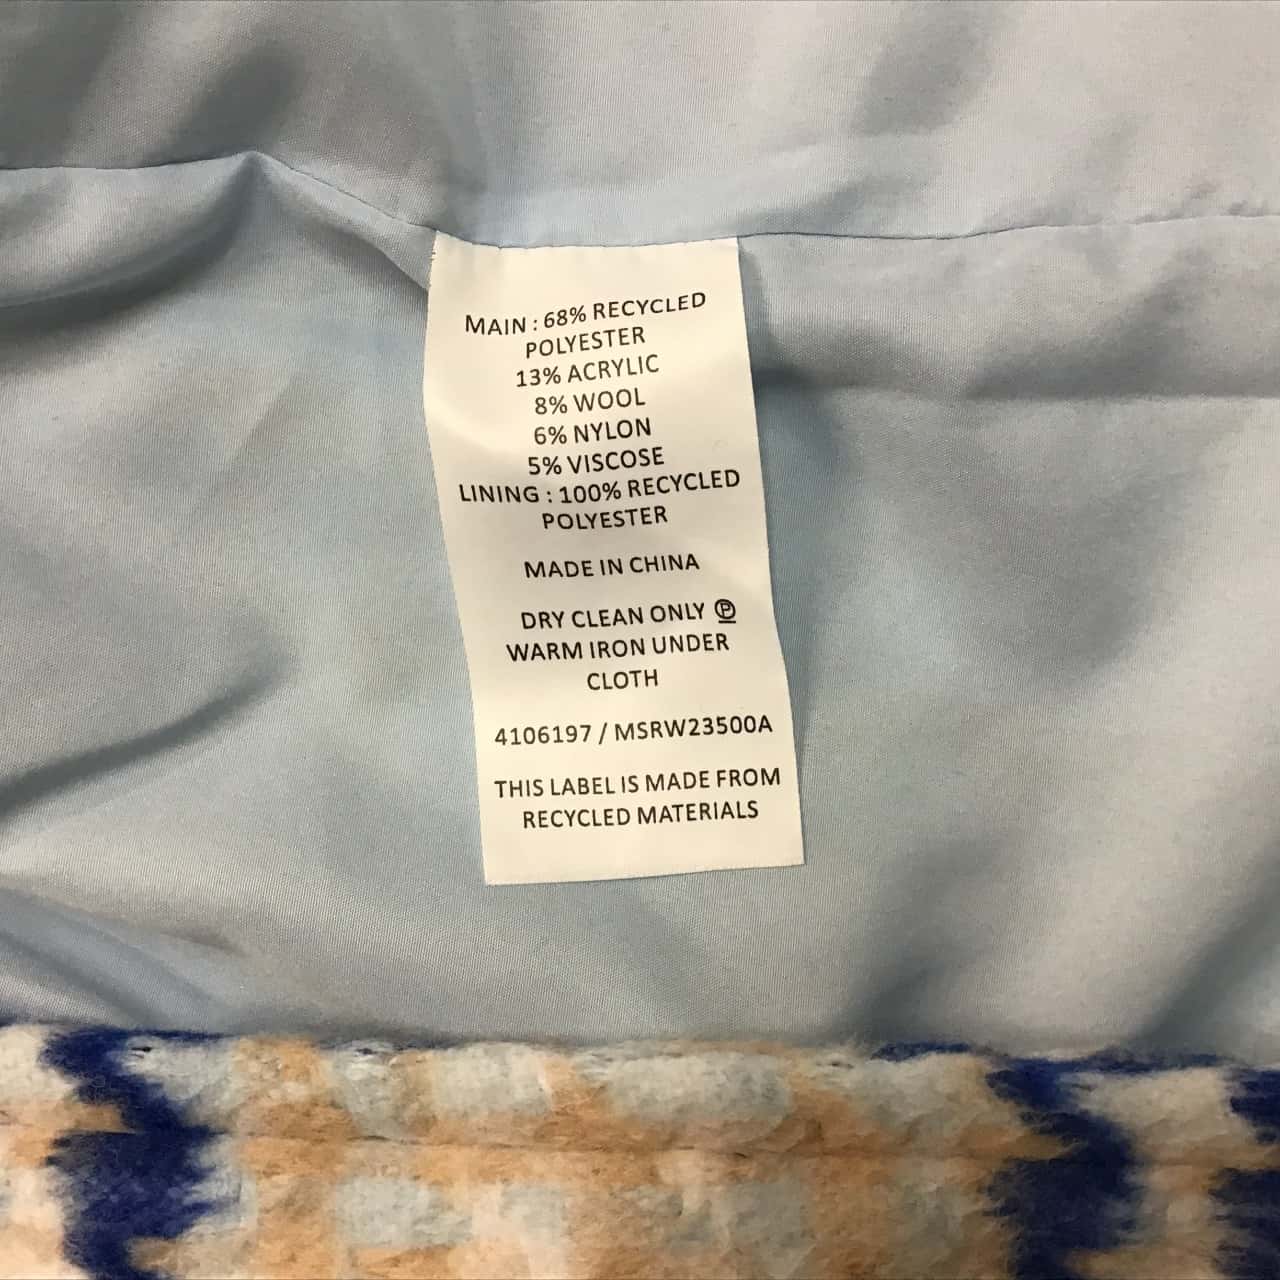 MAIN : 68% RECYCLED
POLYESTER
13% ACRYLIC
8% WOOL
6% NYLON
5% VISCOSE
LINING : 100% RECYCLED
POLYESTER
MADE IN CHINA
DRY CLEAN ONLY Ⓟ
WARM IRON UNDER
CLOTH
4106197 / MSRW23500A
THIS LABEL IS MADE FROM
RECYCLED MATERIALS